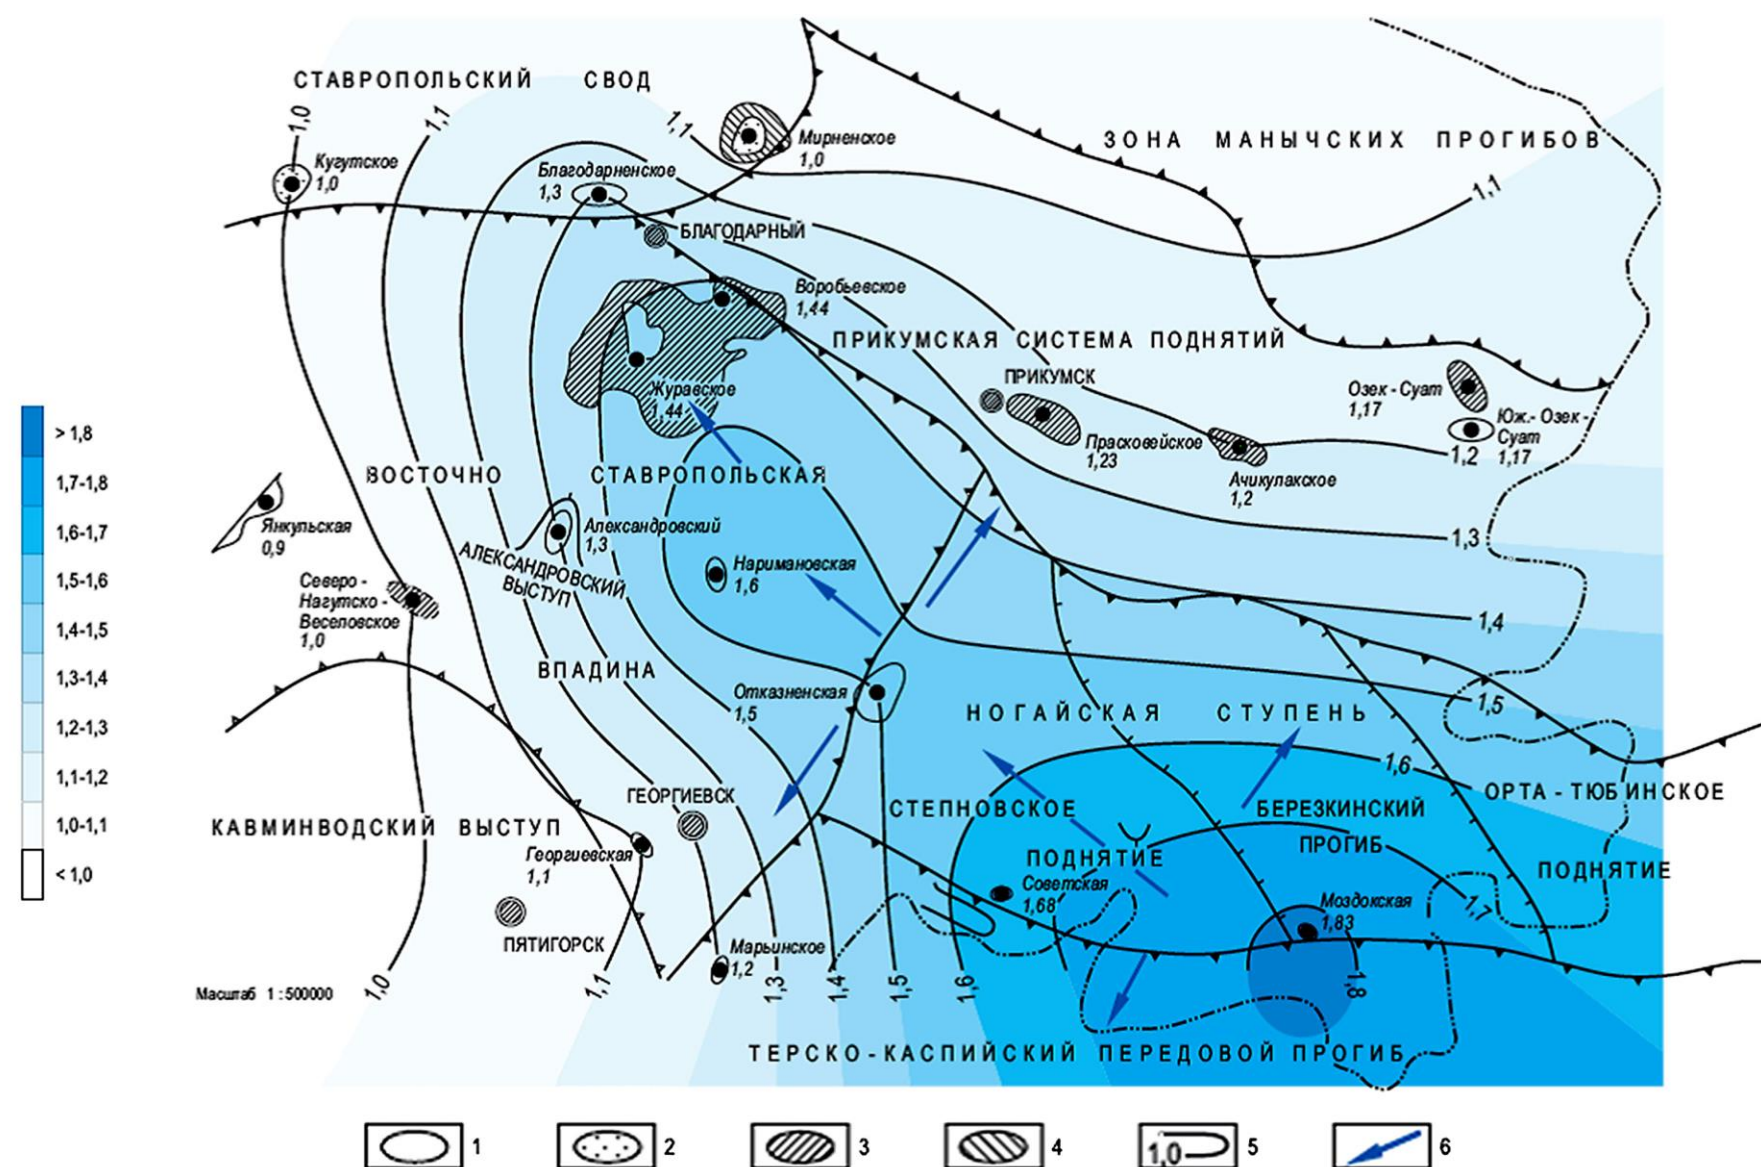 СТАВРОПОЛЬСКИЙ СВОД
1,0
1,1
1,1
Мирненское
1,0
ЗОНА МАНЫЧСКИХ ПРОГИБОВ
Кугутское
1,0
Благодарненское
1,3
1,1
БЛАГОДАРНЫЙ
Воробьевское
1,44
ПРИКУМСКАЯ СИСТЕМА ПОДНЯТИЙ
ПРИКУМСК
Журавское
1,44
Озек - Суат
1,17
Юж.- Озек -
Суат
1,17
Прасковейское
1,23
1,2
Ачикулакское
1,2
> 1,8
1,7-1,8
1,6-1,7
1,5-1,6
1,4-1,5
1,3-1,4
1,2-1,3
1,1-1,2
1,0-1,1
< 1,0
ВОСТОЧНО СТАВРОПОЛЬСКАЯ
Янкульская
0,9
Александровский
1,3
1,3
АЛЕКСАНДРОВСКИЙ
ВЫСТУП
Наримановская
1,6
Северо -
Нагутско -
Веселовское
1,0
1,4
ВПАДИНА
Отказненская
1,5
1,5
НОГАЙСКАЯ СТУПЕНЬ
1,6
ОРТА - ТЮБИНСКОЕ
ГЕОРГИЕВСК
СТЕПНОВСКОЕ
БЕРЕЗКИНСКИЙ
ПРОГИБ
КАВМИНВОДСКИЙ ВЫСТУП
Георгиевская
1,1
ПОДНЯТИЕ
ПОДНЯТИЕ
Советская
1,68
Моздокская
1,83
1,7
ПЯТИГОРСК
Марьинское
1,2
Масштаб 1 : 500000
1,0
1,1
1,3
1,4
1,5
1,6
1,8
ТЕРСКО - КАСПИЙСКИЙ ПЕРЕДОВОЙ ПРОГИБ
1
2
3
4
1,0
5
6